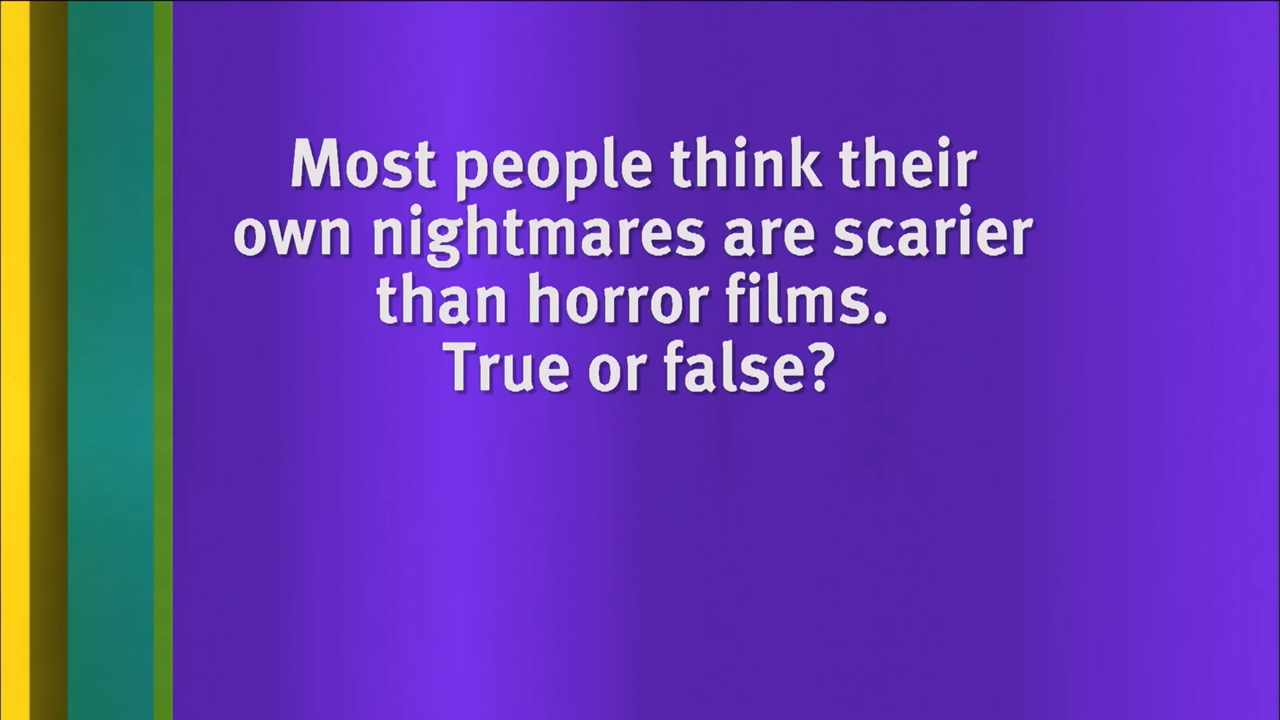 Most people think their
own nightmares are scarier
than horror films.
True or false?